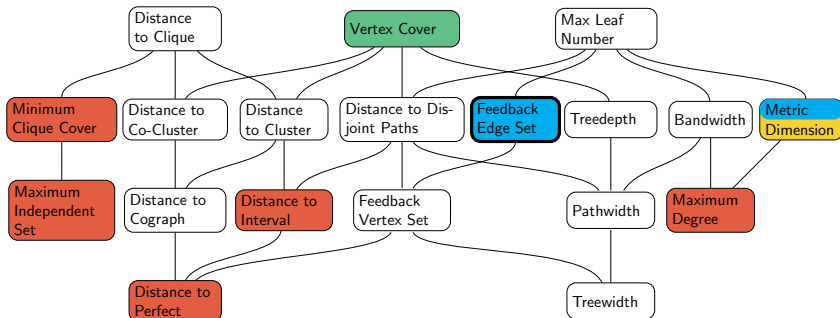 Distance
to Clique
Vertex Cover
Max Leaf
Number
Minimum
Clique Cover
Distance to
Co-Cluster
Distance
to Cluster
Distance to Dis-
joint Paths
Feedback
Edge Set
Treedepth
Bandwidth
Metric
Dimension
Maximum
Independent
Set
Distance to
Cograph
Distance to
Interval
Feedback
Vertex Set
Pathwidth
Maximum
Degree
Distance to
Perfect
Treewidth